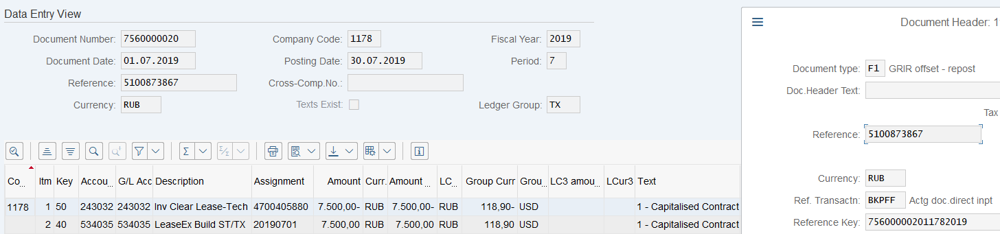 Data Entry View
Document Number: 7560000020 Company Code: 1178 Fiscal Year: 2019
Document Date: 01.07.2019 Posting Date: 30.07.2019 Period: 7
Reference: 5100873867 Cross-Comp.No.:
Currency: RUB Texts Exist: Ledger Group: TX
Co... Itm Key Accou... G/L Acc Description Assignment Amount Curr. Amount ... LC... Group Curr Grou... LC3 amou... LCur3 Text
1178 1 50 243032 243032 Inv Clear Lease-Tech 4700405880 7.500,00- RUB 7.500,00- RUB 118,90- USD 1 - Capitalised Contract
2 40 534035 534035 LeaseEx Build ST/TX 20190701 7.500,00 RUB 7.500,00 RUB 118,90 USD 1 - Capitalised Contract
Document Header: 1
Document type: F1 GRIR offset - repost
Doc.Header Text:
Tax
Reference: 5100873867
Currency: RUB
Ref. Transactn: BKPFF Actg doc.direct inpt
Reference Key: 756000002011782019